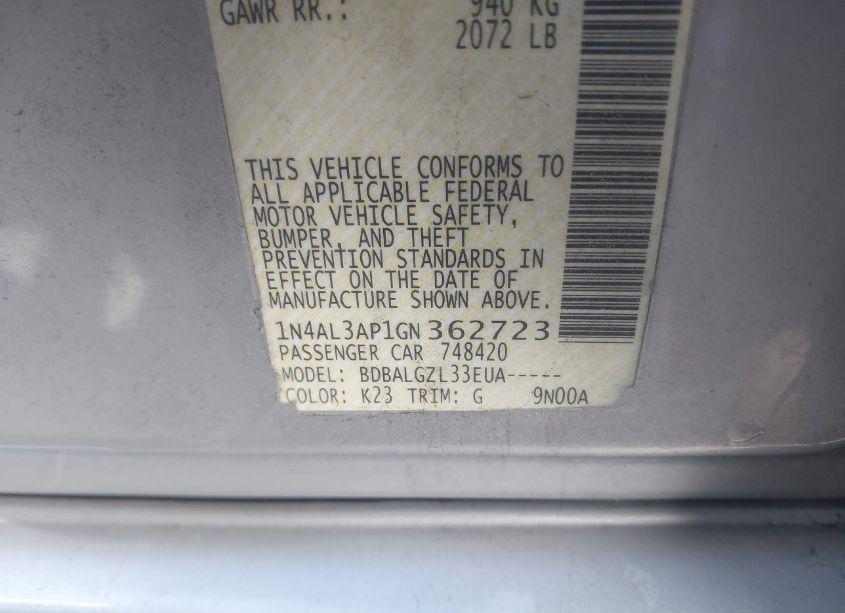 GAWR RR.: 940 KG
2072 LB
THIS VEHICLE CONFORMS TO
ALL APPLICABLE FEDERAL
MOTOR VEHICLE SAFETY,
BUMPER, AND THEFT
PREVENTION STANDARDS IN
EFFECT ON THE DATE OF
MANUFACTURE SHOWN ABOVE.
1N4AL3AP1GN 362723
PASSENGER CAR 748420
MODEL: BDBALGZL33EUA-----
COLOR: K23 TRIM: G 9N00A